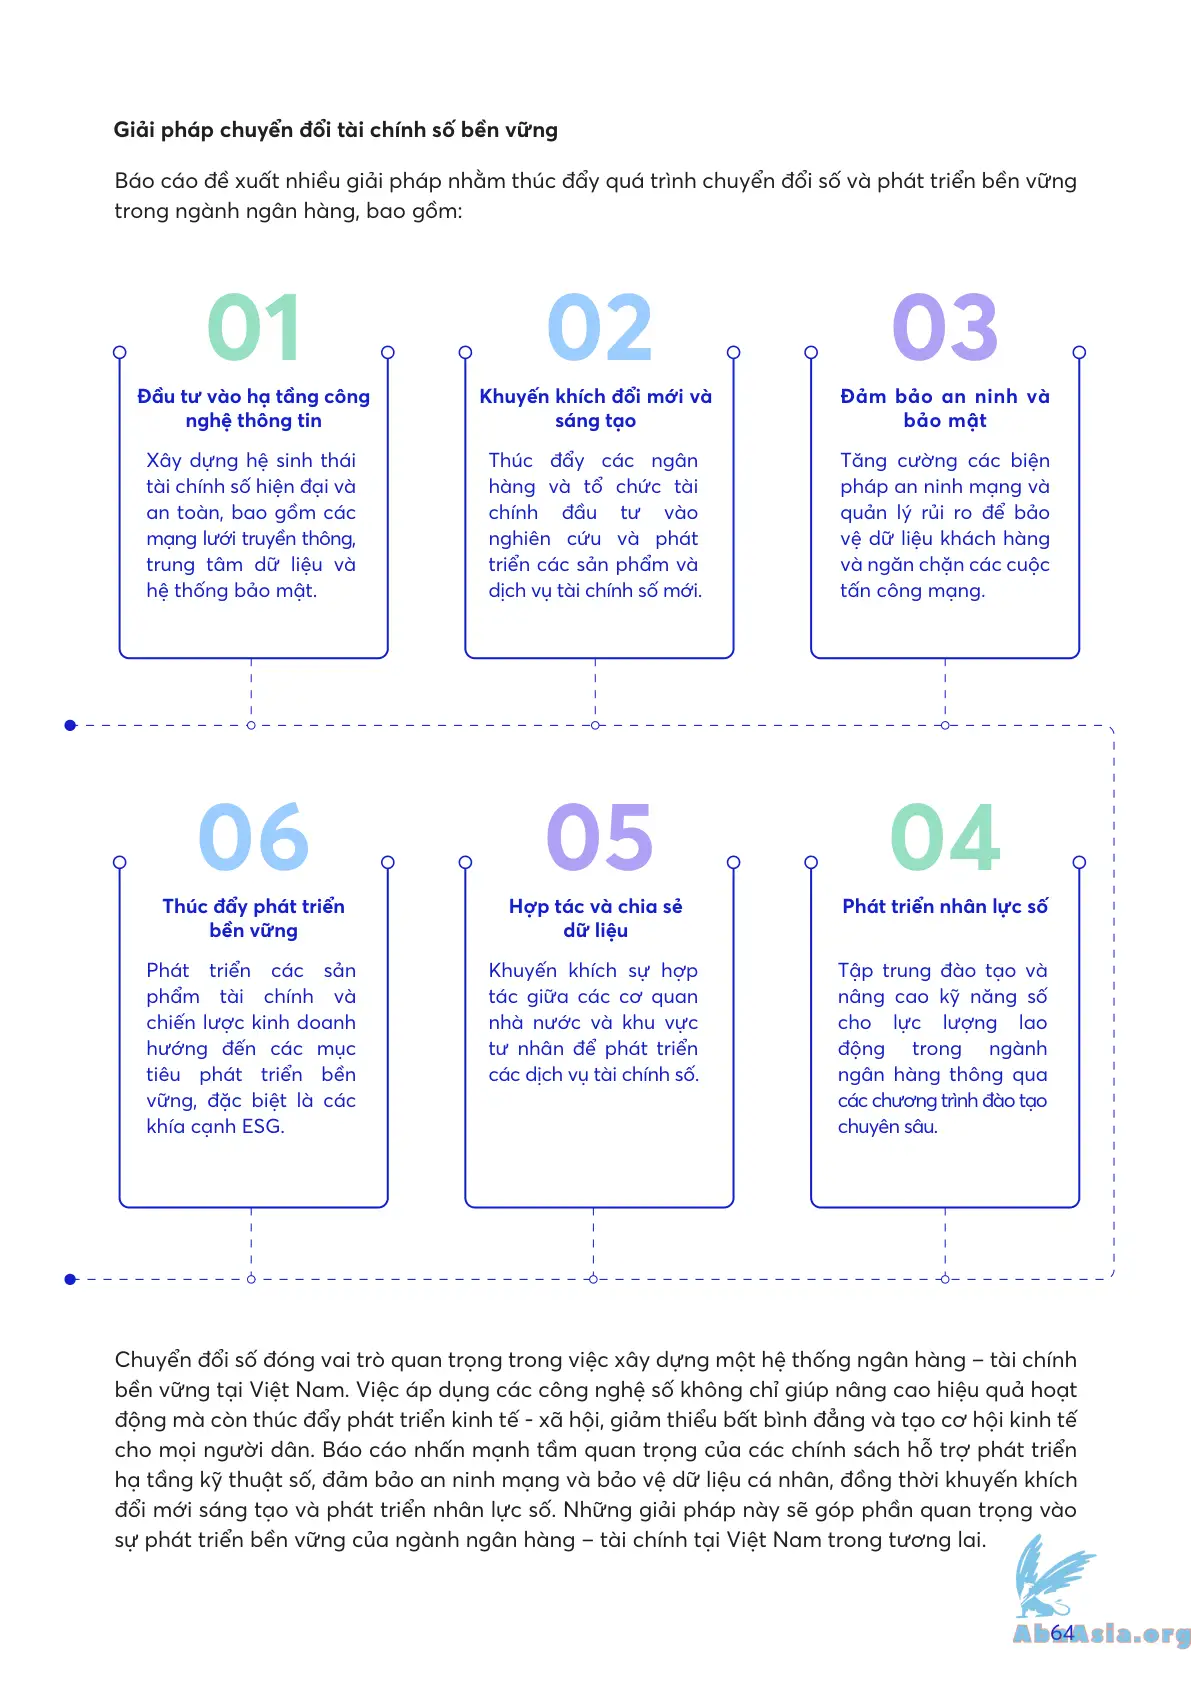 Giải pháp chuyển đổi tài chính số bền vững
Báo cáo đề xuất nhiều giải pháp nhằm thúc đẩy quá trình chuyển đổi số và phát triển bền vững
trong ngành ngân hàng, bao gồm:
01
Đầu tư vào hạ tầng công
nghệ thông tin
Xây dựng hệ sinh thái
tài chính số hiện đại và
an toàn, bao gồm các
mạng lưới truyền thông,
trung tâm dữ liệu và
hệ thống bảo mật.
02
Khuyến khích đổi mới và
sáng tạo
Thúc đẩy các ngân
hàng và tổ chức tài
chính đầu tư vào
nghiên cứu và phát
triển các sản phẩm và
dịch vụ tài chính số mới.
03
Đảm bảo an ninh và
bảo mật
Tăng cường các biện
pháp an ninh mạng và
quản lý rủi ro để bảo
vệ dữ liệu khách hàng
và ngăn chặn các cuộc
tấn công mạng.
04
Phát triển nhân lực số
Tập trung đào tạo và
nâng cao kỹ năng số
cho lực lượng lao
động trong ngành
ngân hàng thông qua
các chương trình đào tạo
chuyên sâu.
05
Hợp tác và chia sẻ
dữ liệu
Khuyến khích sự hợp
tác giữa các cơ quan
nhà nước và khu vực
tư nhân để phát triển
các dịch vụ tài chính số.
06
Thúc đẩy phát triển
bền vững
Phát triển các sản
phẩm tài chính và
chiến lược kinh doanh
hướng đến các mục
tiêu phát triển bền
vững, đặc biệt là các
khía cạnh ESG.
Chuyển đổi số đóng vai trò quan trọng trong việc xây dựng một hệ thống ngân hàng – tài chính
bền vững tại Việt Nam. Việc áp dụng các công nghệ số không chỉ giúp nâng cao hiệu quả hoạt
động mà còn thúc đẩy phát triển kinh tế - xã hội, giảm thiểu bất bình đẳng và tạo cơ hội kinh tế
cho mọi người dân. Báo cáo nhấn mạnh tầm quan trọng của các chính sách hỗ trợ phát triển
hạ tầng kỹ thuật số, đảm bảo an ninh mạng và bảo vệ dữ liệu cá nhân, đồng thời khuyến khích
đổi mới sáng tạo và phát triển nhân lực số. Những giải pháp này sẽ góp phần quan trọng vào
sự phát triển bền vững của ngành ngân hàng – tài chính tại Việt Nam trong tương lai.
64